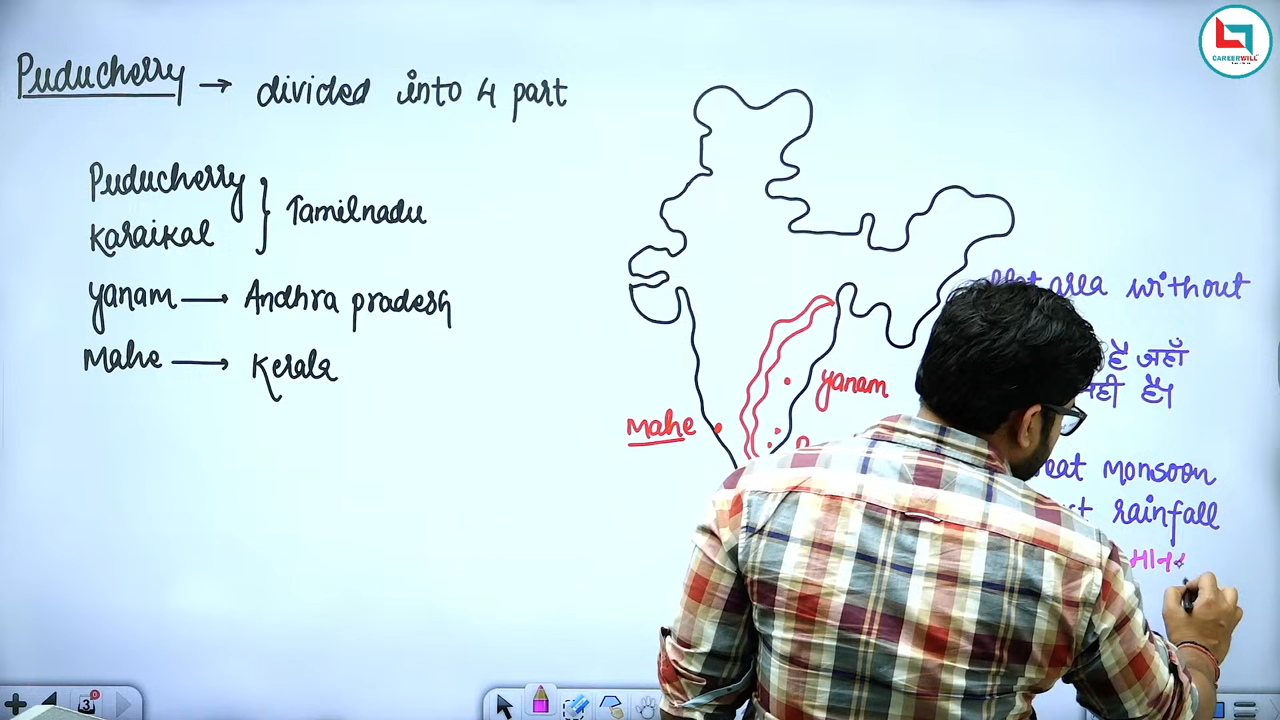 Puducherry → divided into 4 part
Puducherry
Karaikal } Tamilnadu
Yanam → Andhra pradesh
Mahe → Kerala
Yanam
Mahe
area without
है जहाँ
है।
monsoon
rainfall
CAREERWILL